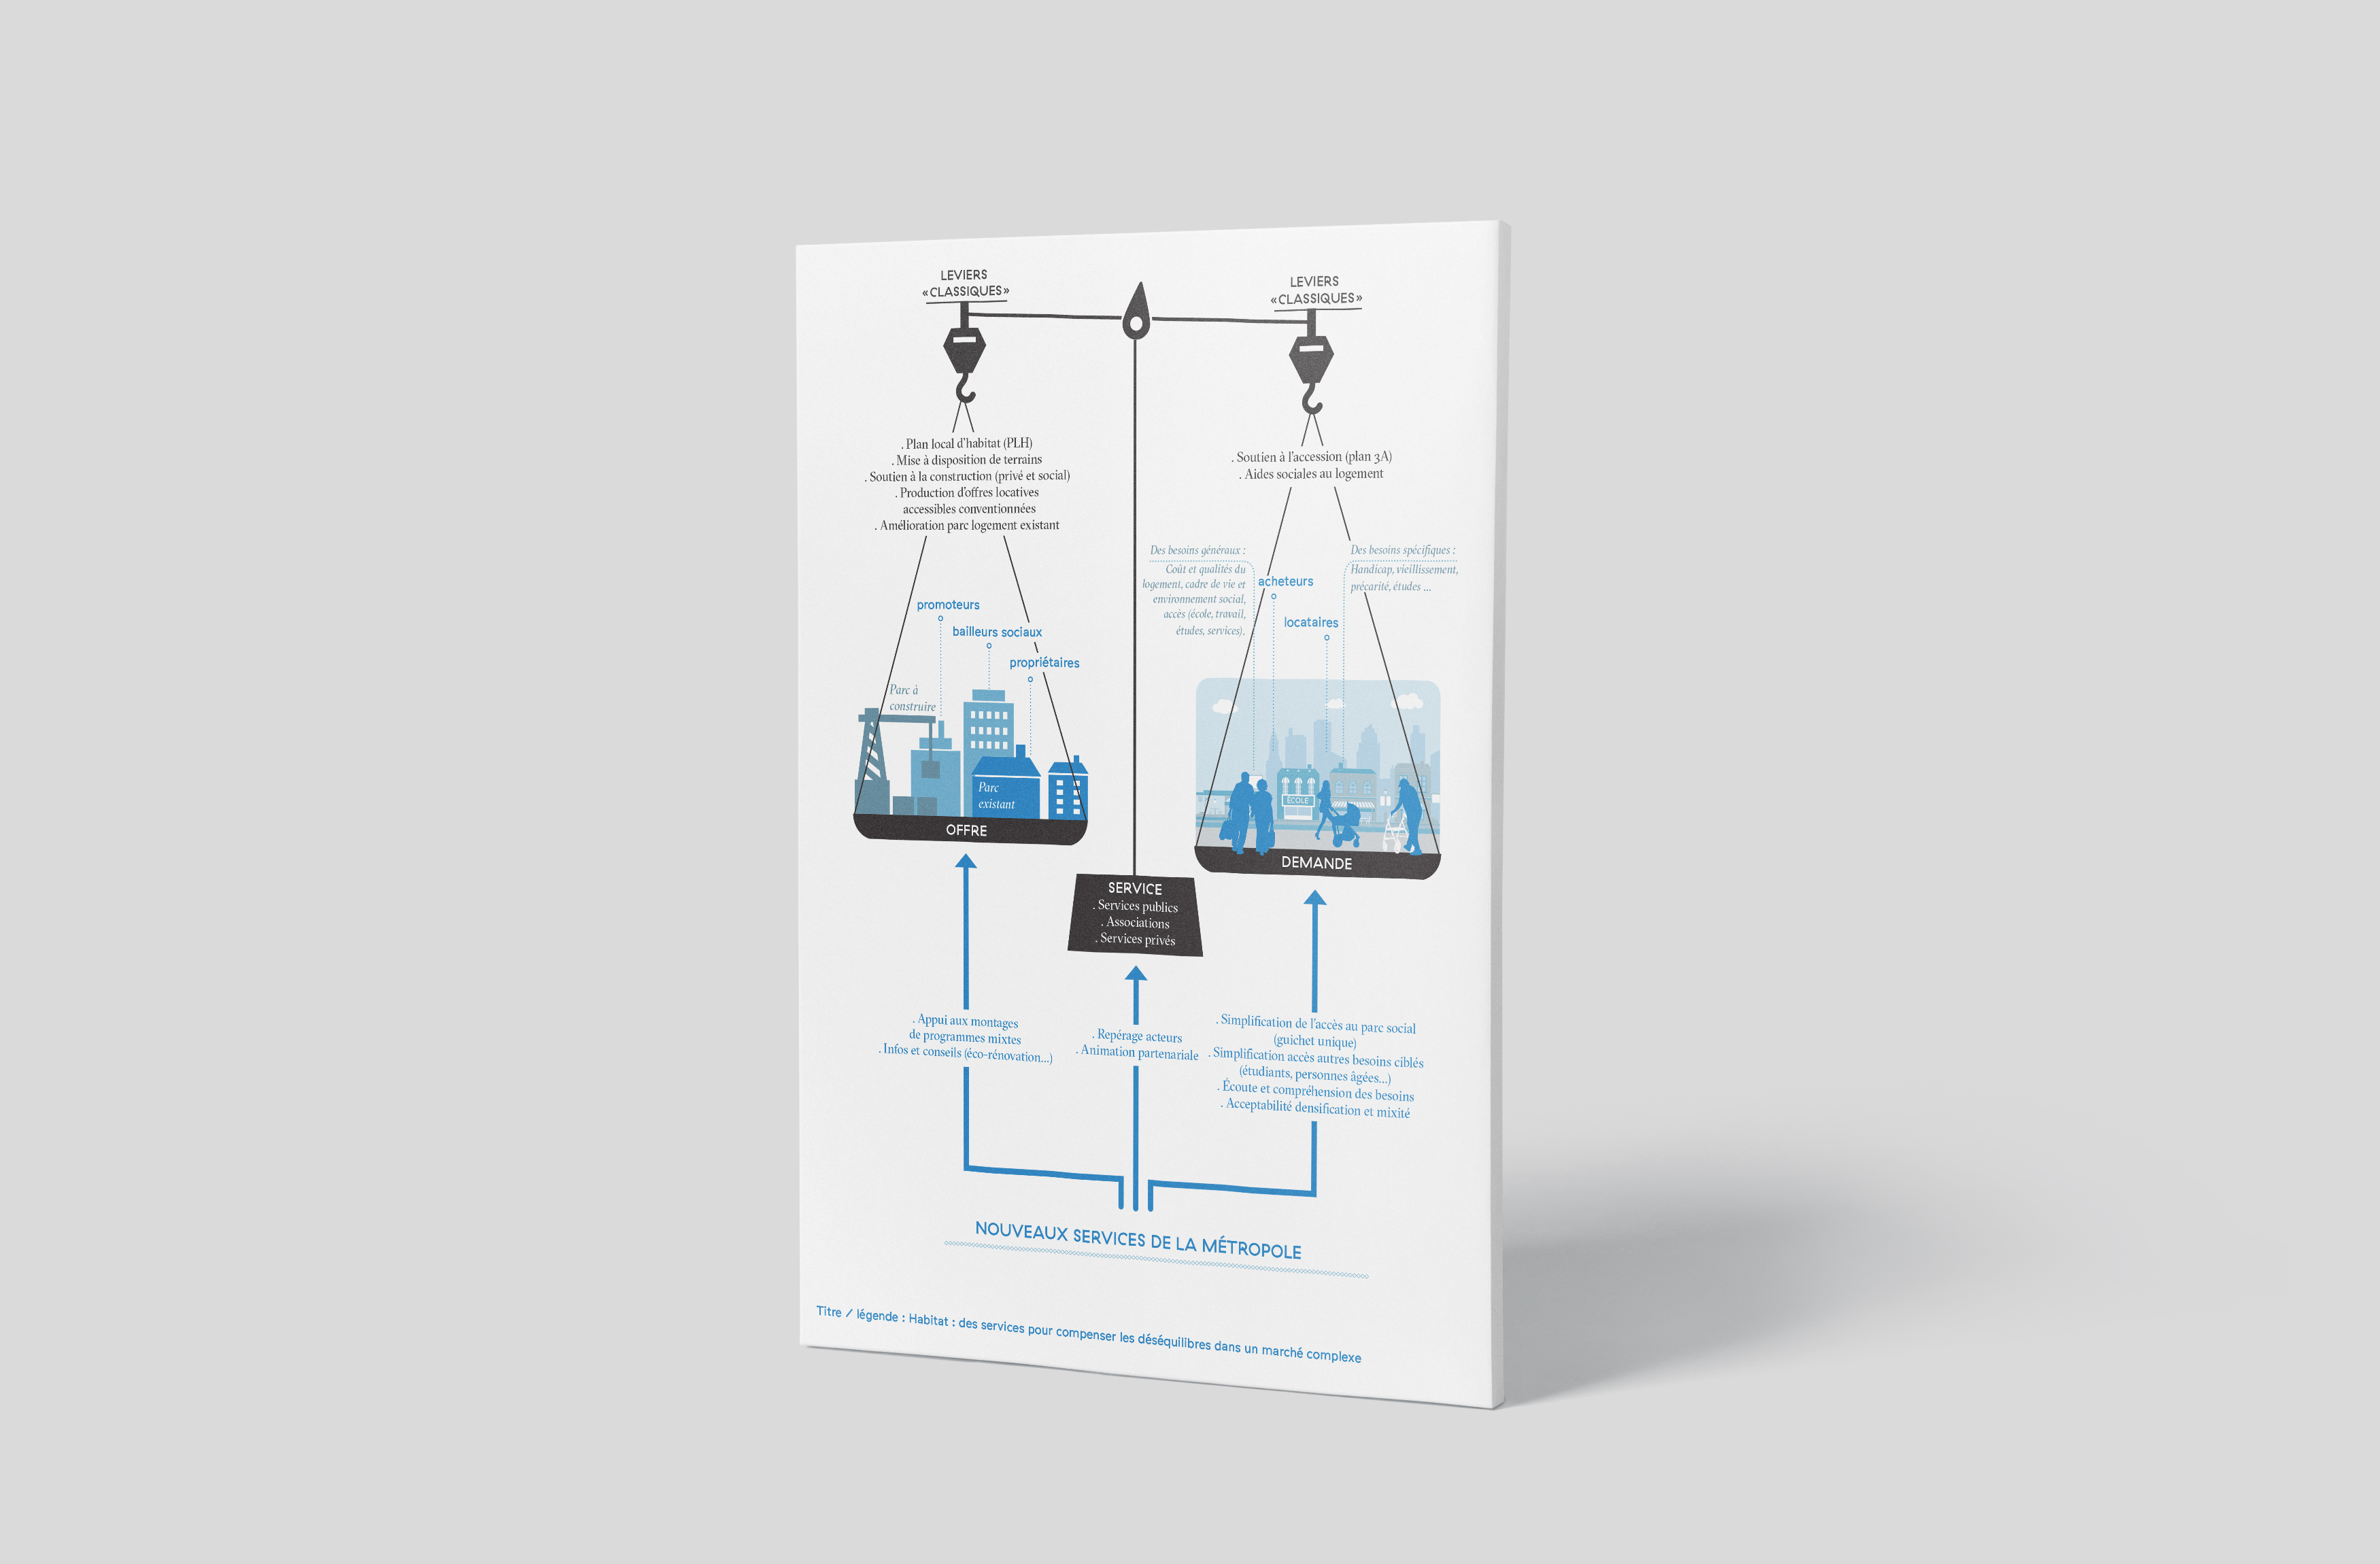 LEVIERS
«CLASSIQUES»
. Plan local d'habitat (PLH)
. Mise à disposition de terrains
. Soutien à la construction (privé et social)
. Production d'offres locatives
accessibles conventionnées
. Amélioration parc logement existant
promoteurs
bailleurs sociaux
propriétaires
Parc à
construire
Parc
existant
OFFRE
LEVIERS
«CLASSIQUES»
. Soutien à l'accession (plan 3A)
. Aides sociales au logement
Des besoins généraux :
Coût et qualités du
logement, cadre de vie et
environnement social,
accès (école, travail,
études, services).
acheteurs
locataires
Des besoins spécifiques :
Handicap, vieillissement,
précarité, études ...
ÉCOLE
DEMANDE
SERVICE
. Services publics
. Associations
. Services privés
. Appui aux montages
de programmes mixtes
. Infos et conseils (éco-rénovation...)
. Repérage acteurs
. Animation partenariale
. Simplification de l'accès au parc social
(guichet unique)
. Simplification accès autres besoins ciblés
(étudiants, personnes âgées...)
. Écoute et compréhension des besoins
. Acceptabilité densification et mixité
NOUVEAUX SERVICES DE LA MÉTROPOLE
Titre / légende : Habitat : des services pour compenser les déséquilibres dans un marché complexe